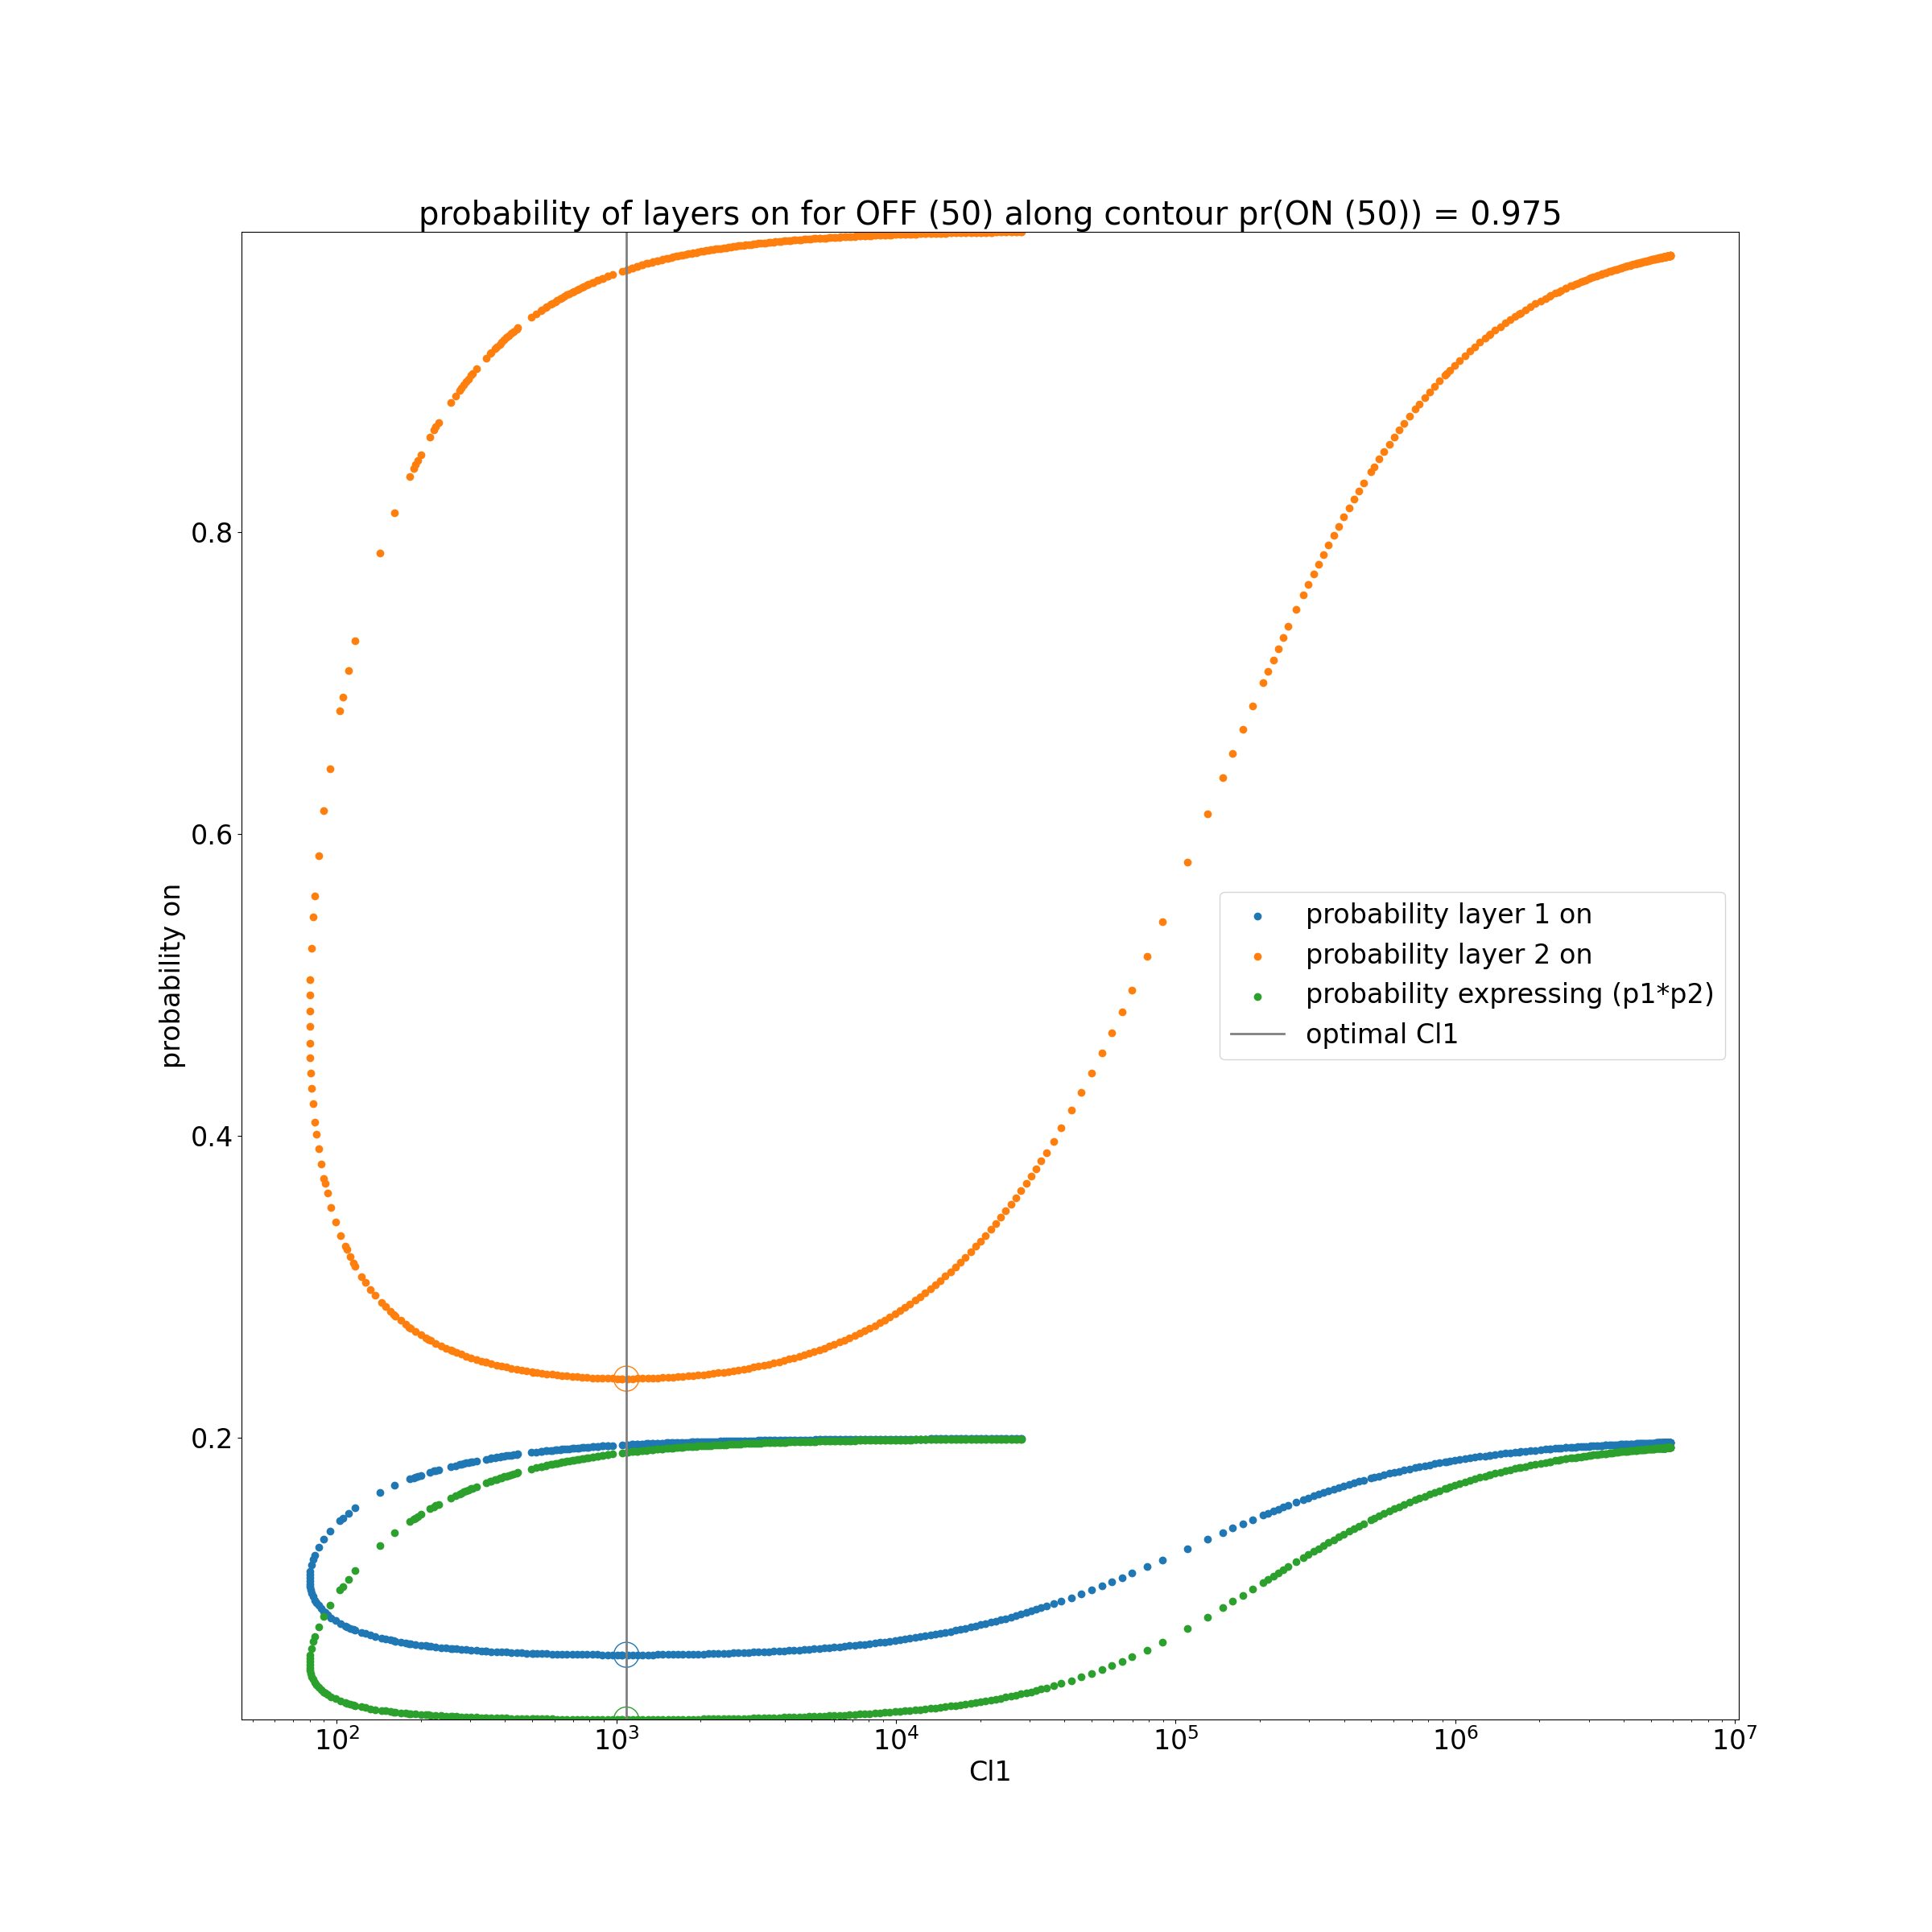 probability of layers on for OFF (50) along contour pr(ON (50)) = 0.975
probability on
0.8
0.6
0.4
0.2
probability layer 1 on
probability layer 2 on
probability expressing (p1*p2)
optimal Cl1
10² 10³ 10⁴ 10⁵ 10⁶ 10⁷
Cl1